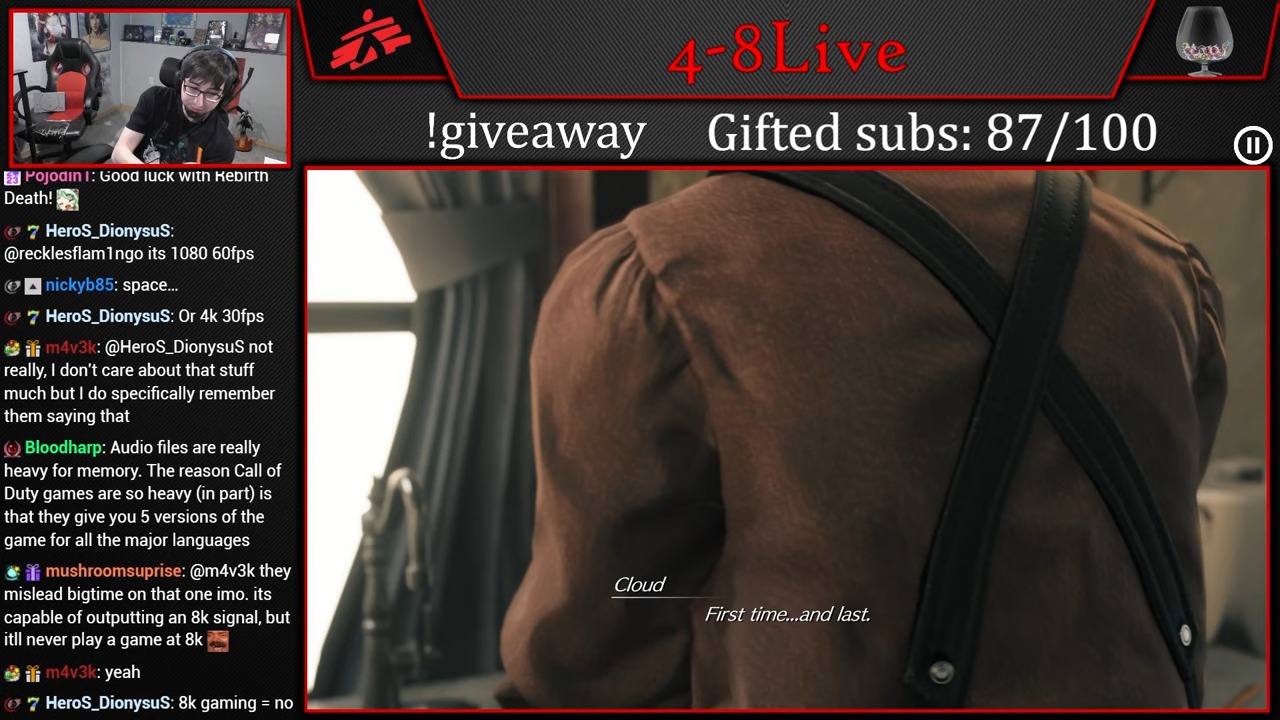 4-8Live
!giveaway
Gifted subs: 87/100
Pojodin1: Good luck with Rebirth
Death!
HeroS_DionysuS:
@recklesflam1ngo its 1080 60fps
nickyb85: space...
HeroS_DionysuS: Or 4k 30fps
m4v3k: @HeroS_DionysuS not
really, I don't care about that stuff
much but I do specifically remember
them saying that
Bloodharp: Audio files are really
heavy for memory. The reason Call of
Duty games are so heavy (in part) is
that they give you 5 versions of the
game for all the major languages
mushroomsuprise: @m4v3k they
mislead bigtime on that one imo. its
capable of outputting an 8k signal, but
itll never play a game at 8k
m4v3k: yeah
HeroS_DionysuS: 8k gaming = no
Cloud
First time...and last.